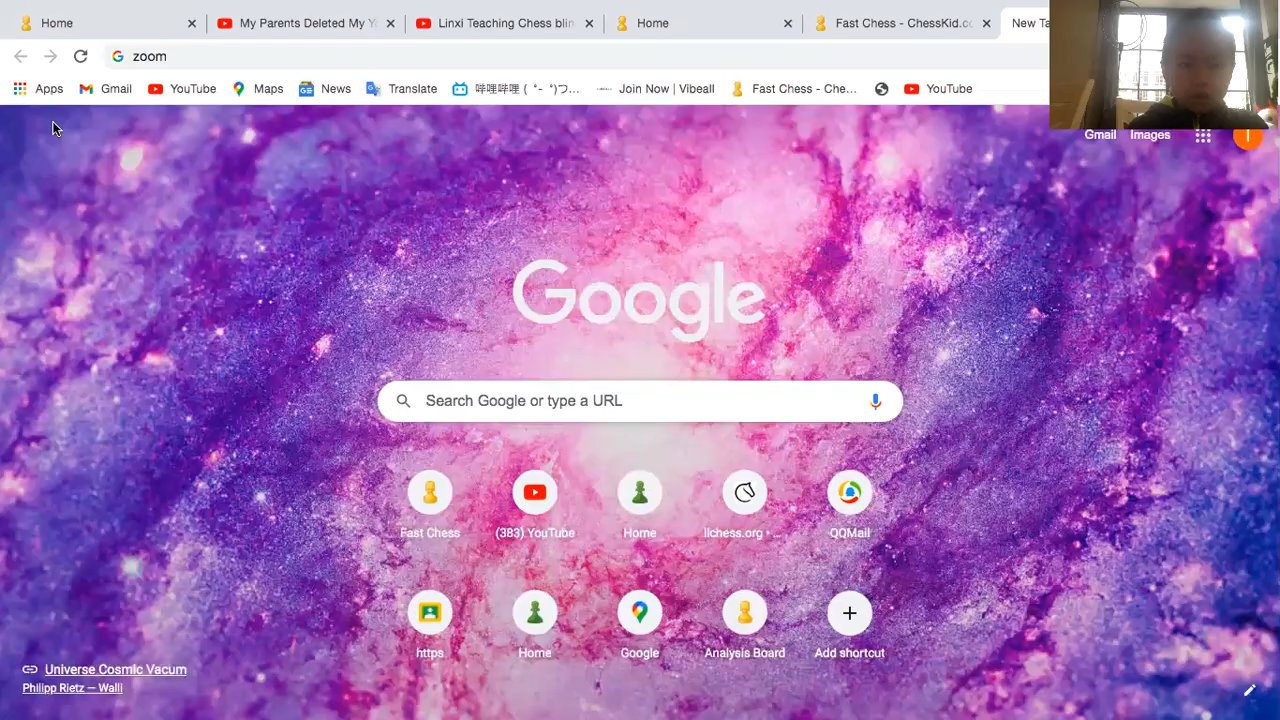 Home
My Parents Deleted My Y
Linxi Teaching Chess blin
Home
Fast Chess - ChessKid.co
New Ta
zoom
Apps
Gmail
YouTube
Maps
News
Translate
哔哩哔哩 ( ゜- ゜)つ...
Join Now | Vibeall
Fast Chess - Che...
YouTube
Gmail
Images
Google
Search Google or type a URL
Fast Chess
(383) YouTube
Home
lichess.org • ...
QQMail
https
Home
Google
Analysis Board
Add shortcut
Universe Cosmic Vacum
Philipp Rietz — Walli